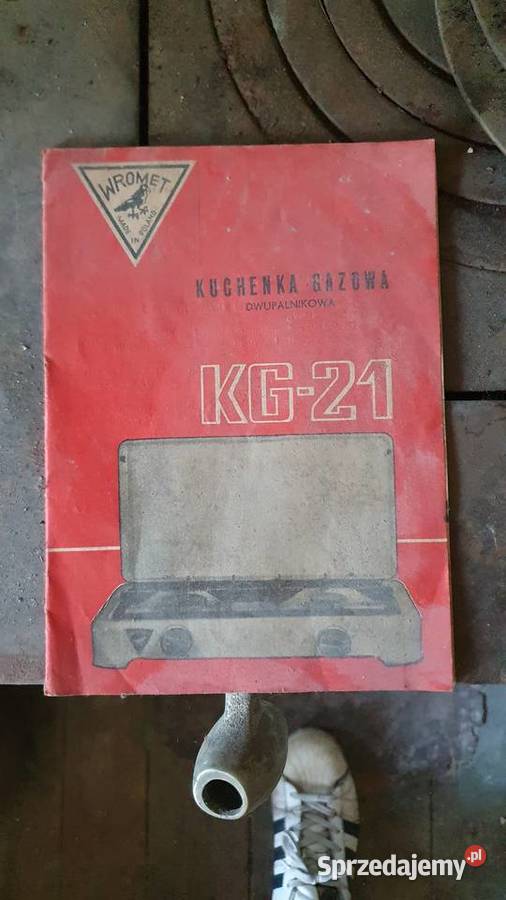 WROMET
MADE IN POLAND
KUCHENKA GAZOWA
DWUPALNIKOWA
KG-21
Sprzedajemy.pl